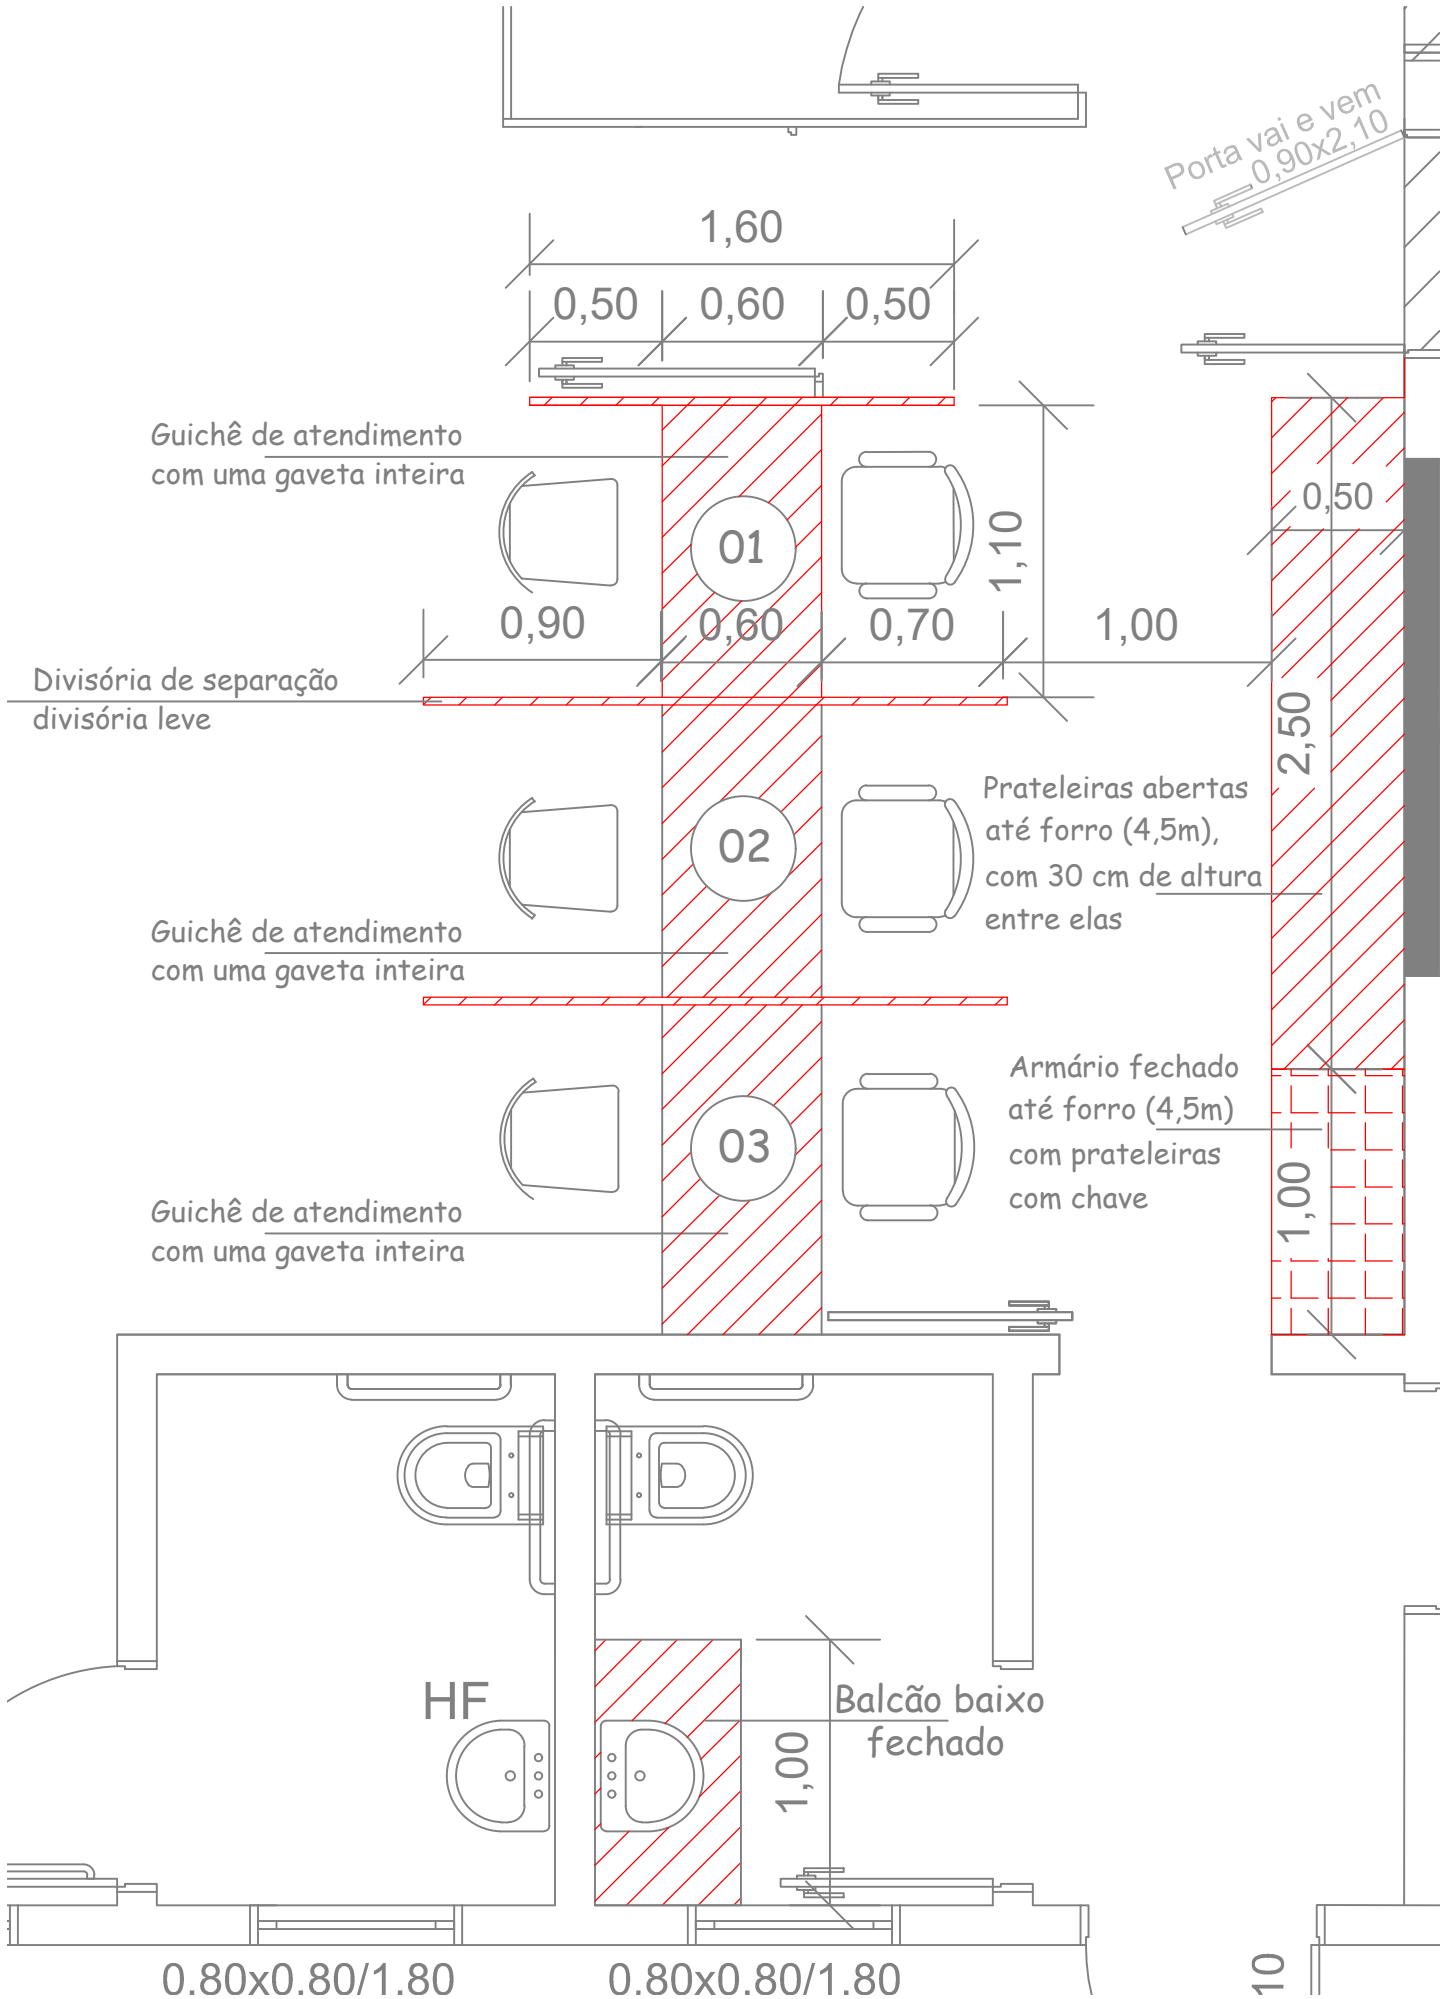 Porta vai e vem
0,90x2,10
1,60
0,50
0,60
0,50
Guichê de atendimento
com uma gaveta inteira
0,50
01
1,10
0,90
0,60
0,70
1,00
Divisória de separação
divisória leve
2,50
Prateleiras abertas
até forro (4,5m),
com 30 cm de altura
entre elas
02
Guichê de atendimento
com uma gaveta inteira
Armário fechado
até forro (4,5m)
com prateleiras
com chave
03
1,00
Guichê de atendimento
com uma gaveta inteira
HF
Balcão baixo
fechado
1,00
0.80x0.80/1.80
0.80x0.80/1.80
10